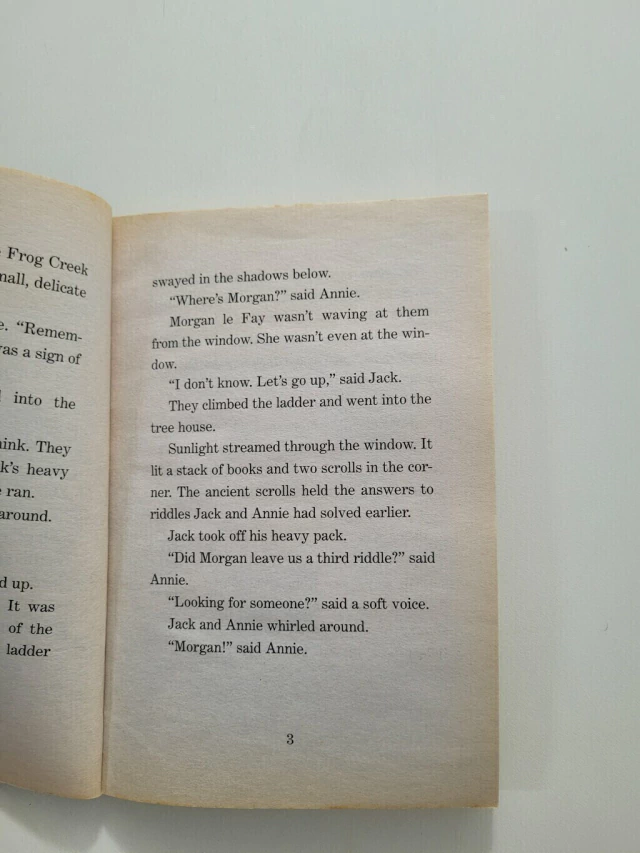 Frog Creek
delicate
"Remem-
as a sign of
into the
They
heavy
ran.
around.
up.
It was
of the
ladder
swayed in the shadows below.
"Where's Morgan?" said Annie.
Morgan le Fay wasn't waving at them
from the window. She wasn't even at the win-
dow.
"I don't know. Let's go up," said Jack.
They climbed the ladder and went into the
tree house.
Sunlight streamed through the window. It
lit a stack of books and two scrolls in the cor-
ner. The ancient scrolls held the answers to
riddles Jack and Annie had solved earlier.
Jack took off his heavy pack.
"Did Morgan leave us a third riddle?" said
Annie.
"Looking for someone?" said a soft voice.
Jack and Annie whirled around.
"Morgan!" said Annie.
3